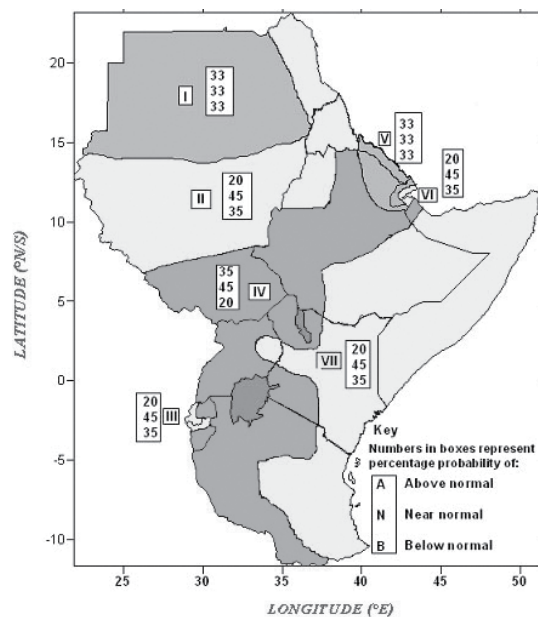 20
15
10
5
0
-5
-10
LATITUDE (°N/S)
I
33
33
33
II
20
45
35
V
33
33
33
20
45
35
VI
35
45
20
IV
20
45
35
III
VII
20
45
35
Key
Numbers in boxes represent
percentage probability of:
A Above normal
N Near normal
B Below normal
25 30 35 40 45 50
LONGITUDE (°E)